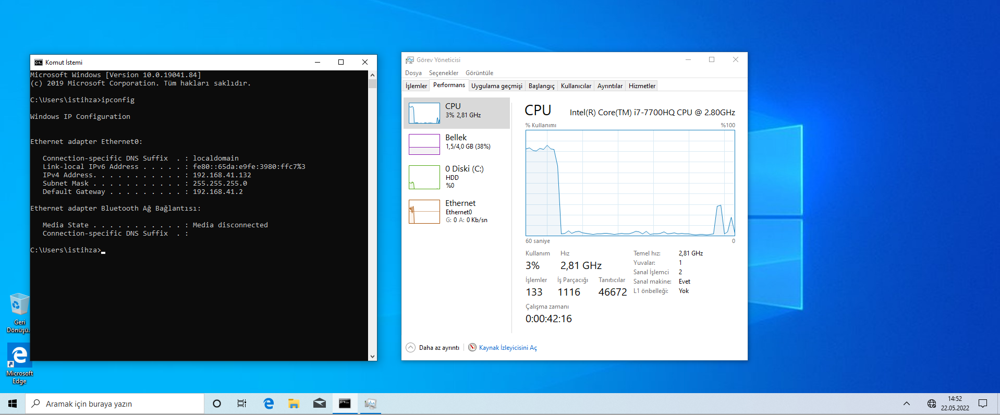 Komut İstemi
Microsoft Windows [Version 10.0.19041.84]
(c) 2019 Microsoft Corporation. Tüm hakları saklıdır.
C:\Users\istihza>ipconfig
Windows IP Configuration
Ethernet adapter Ethernet0:
Connection-specific DNS Suffix  . : localdomain
Link-local IPv6 Address . . . . . : fe80::65da:e9fe:3980:ffc7%3
IPv4 Address. . . . . . . . . . . : 192.168.41.132
Subnet Mask . . . . . . . . . . . : 255.255.255.0
Default Gateway . . . . . . . . . : 192.168.41.2
Ethernet adapter Bluetooth Ağ Bağlantısı:
Media State . . . . . . . . . . . : Media disconnected
Connection-specific DNS Suffix  . :
C:\Users\istihza>
Görev Yöneticisi
Dosya Seçenekler Görüntüle
İşlemler Performans Uygulama geçmişi Başlangıç Kullanıcılar Ayrıntılar Hizmetler
CPU
3% 2,81 GHz
Bellek
1,5/4,0 GB (38%)
0 Diski (C:)
HDD
%0
Ethernet
Ethernet0
G: 0 A: 0 Kb/sn
CPU Intel(R) Core(TM) i7-7700HQ CPU @ 2.80GHz
% Kullanımı %100
60 saniye 0
Kullanım Hız
3% 2,81 GHz
İşlemler İş Parçacığı Tanıtıcılar
133 1116 46672
Çalışma zamanı
0:00:42:16
Temel hız: 2,81 GHz
Yuvalar: 1
Sanal İşlemci 2
Sanal makine: Evet
L1 önbelleği: Yok
Daha az ayrıntı Kaynak İzleyicisini Aç
Geri
Dönüşü...
Microsoft
Edge
Aramak için buraya yazın
14:52
22.05.2022